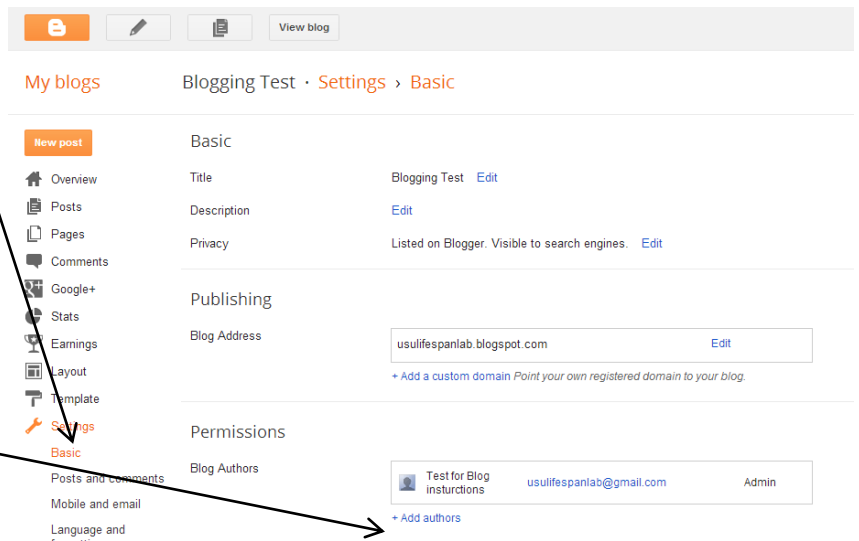 View blog
My blogs
Blogging Test · Settings › Basic
New post
Overview
Posts
Pages
Comments
Google+
Stats
Earnings
Layout
Template
Settings
Basic
Posts and comments
Mobile and email
Language and
Basic
Title Blogging Test Edit
Description Edit
Privacy Listed on Blogger. Visible to search engines. Edit
Publishing
Blog Address usulifespanlab.blogspot.com Edit
+ Add a custom domain Point your own registered domain to your blog.
Permissions
Blog Authors Test for Blog
insturctions usulifespanlab@gmail.com Admin
+ Add authors